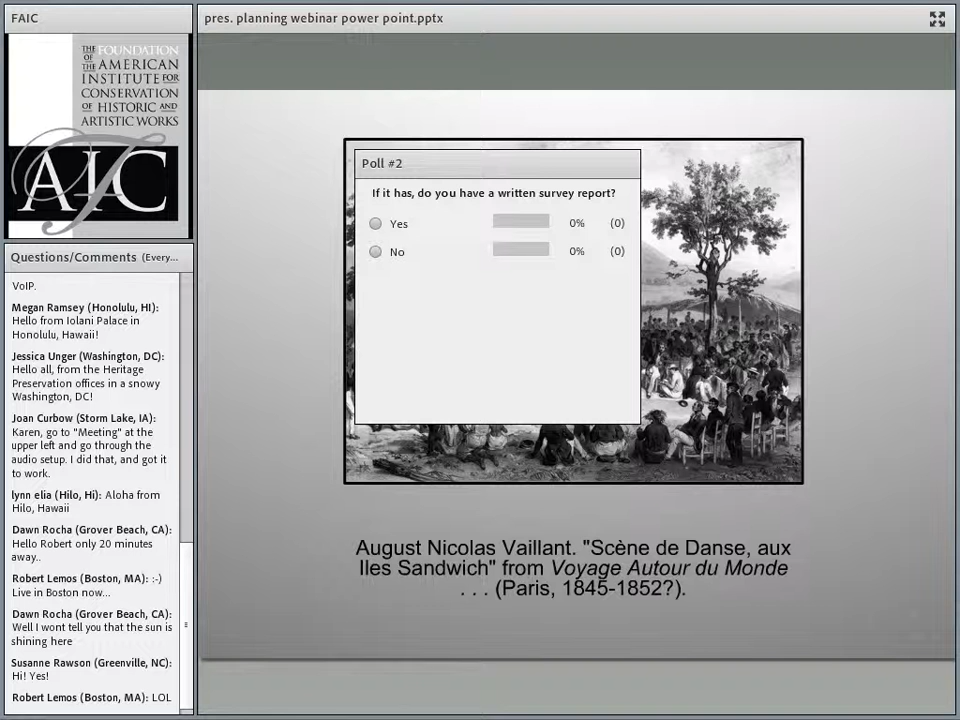 FAIC
THE FOUNDATION
OF
THE AMERICAN
INSTITUTE FOR
CONSERVATION
OF HISTORIC AND
ARTISTIC WORKS
AIC
Questions/Comments (Every...
VoIP.
Megan Ramsey (Honolulu, HI):
Hello from Iolani Palace in
Honolulu, Hawaii!
Jessica Unger (Washington, DC):
Hello all, from the Heritage
Preservation offices in a snowy
Washington, DC!
Joan Curbow (Storm Lake, IA):
Karen, go to "Meeting" at the
upper left and go through the
audio setup. I did that, and got it
to work.
lynn elia (Hilo, Hi): Aloha from
Hilo, Hawaii
Dawn Rocha (Grover Beach, CA):
Hello Robert only 20 minutes
away..
Robert Lemos (Boston, MA): :-)
Live in Boston now...
Dawn Rocha (Grover Beach, CA):
Well I wont tell you that the sun is
shining here
Susanne Rawson (Greenville, NC):
Hi! Yes!
Robert Lemos (Boston, MA): LOL
pres. planning webinar power point.pptx
Poll #2
If it has, do you have a written survey report?
Yes 0% (0)
No 0% (0)
August Nicolas Vaillant. "Scène de Danse, aux
Iles Sandwich" from Voyage Autour du Monde
. . . (Paris, 1845-1852?).